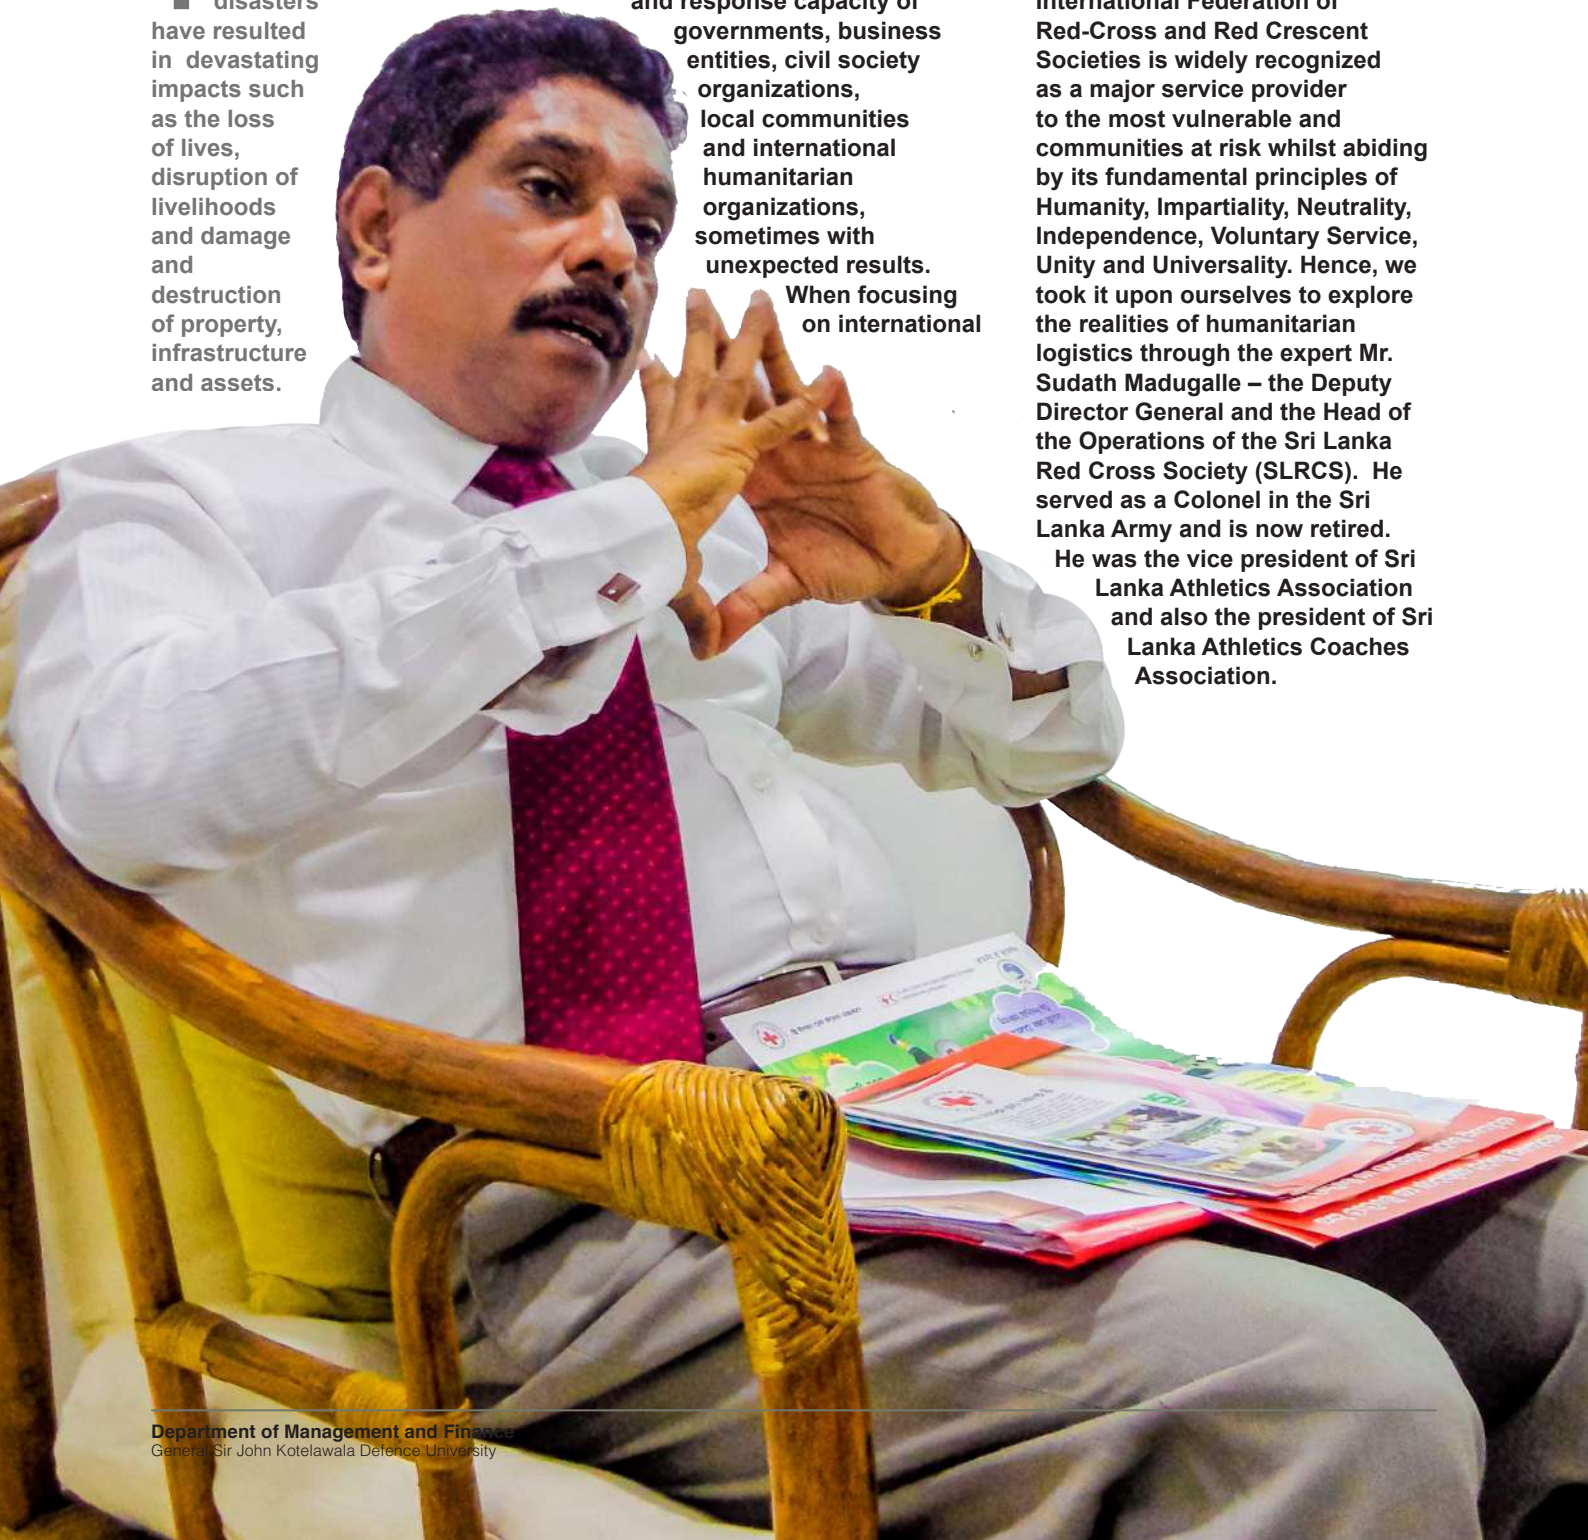 disasters
have resulted
in devastating
impacts such
as the loss
of lives,
disruption of
livelihoods
and damage
and
destruction
of property,
infrastructure
and assets.
and response capacity of
governments, business
entities, civil society
organizations,
local communities
and international
humanitarian
organizations,
sometimes with
unexpected results.
When focusing
on international
International Federation of
Red-Cross and Red Crescent
Societies is widely recognized
as a major service provider
to the most vulnerable and
communities at risk whilst abiding
by its fundamental principles of
Humanity, Impartiality, Neutrality,
Independence, Voluntary Service,
Unity and Universality. Hence, we
took it upon ourselves to explore
the realities of humanitarian
logistics through the expert Mr.
Sudath Madugalle – the Deputy
Director General and the Head of
the Operations of the Sri Lanka
Red Cross Society (SLRCS). He
served as a Colonel in the Sri
Lanka Army and is now retired.
He was the vice president of Sri
Lanka Athletics Association
and also the president of Sri
Lanka Athletics Coaches
Association.
Department of Management and Finance
General Sir John Kotelawala Defence University